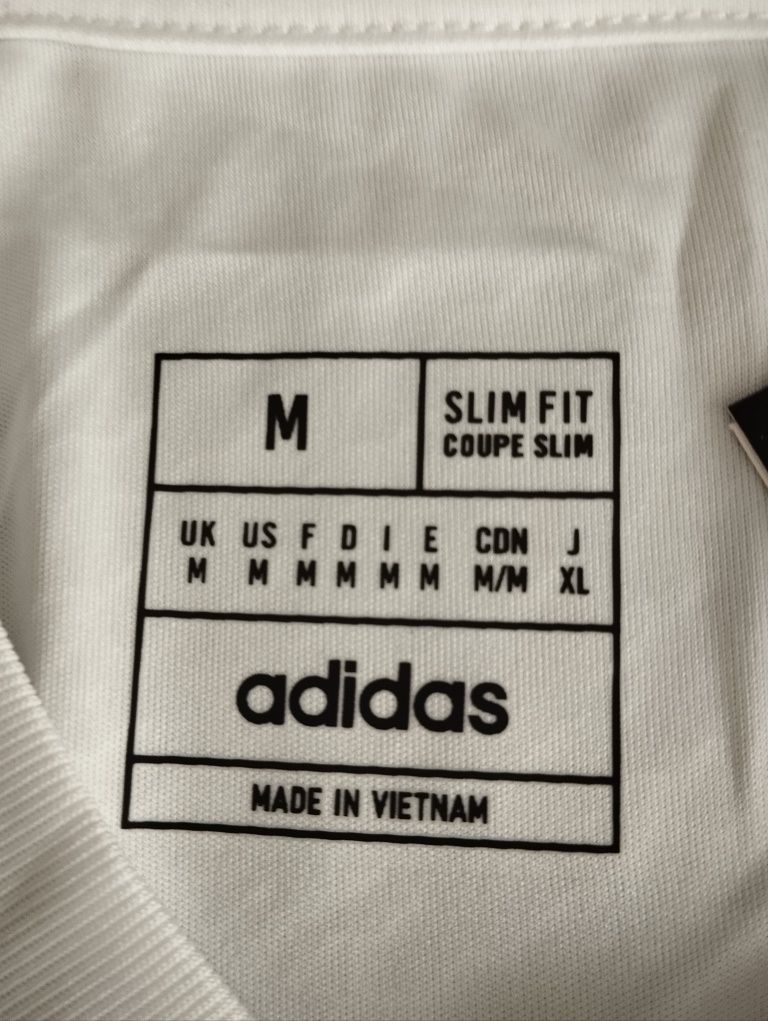 M
SLIM FIT
COUPE SLIM
UK US F D I E CDN J
M M M M M M M/M XL
adidas
MADE IN VIETNAM